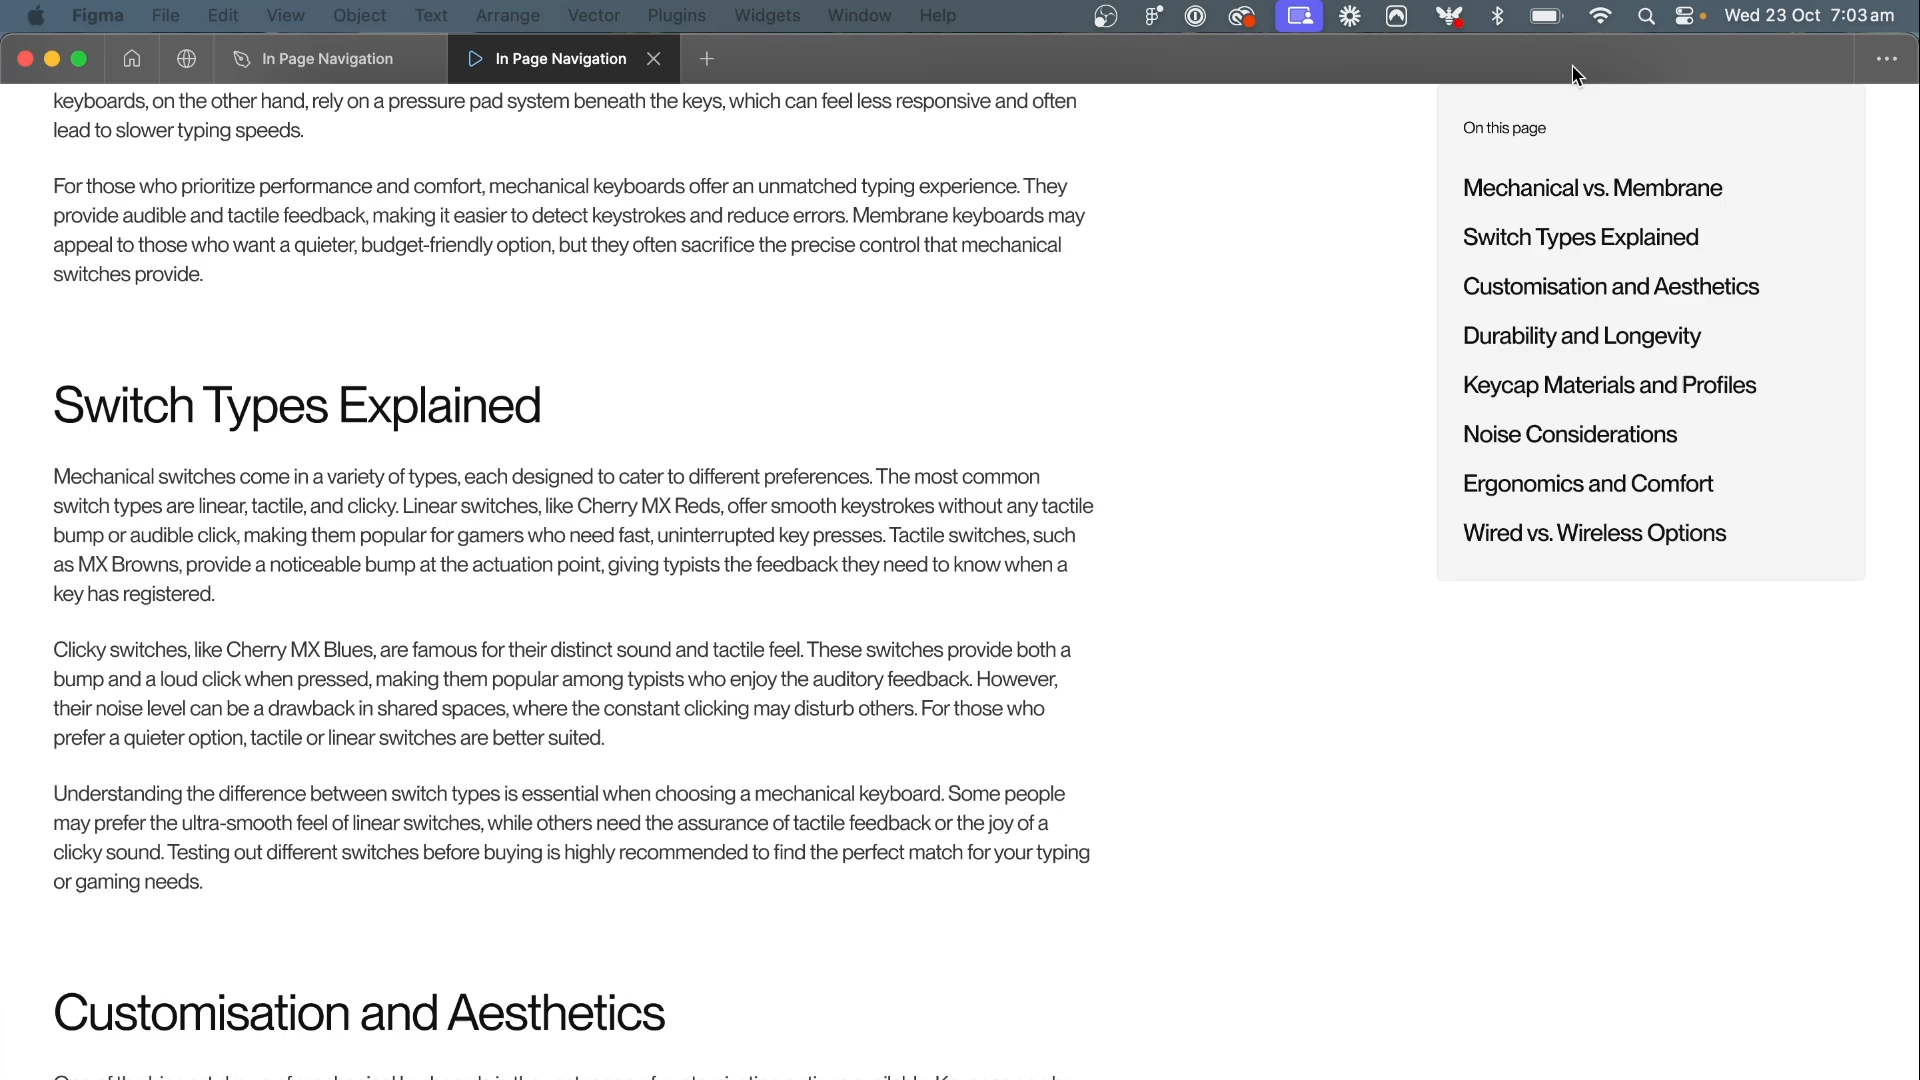 Figma File Edit View Object Text Arrange Vector Plugins Widgets Window Help Wed 23 Oct 7:03 am
In Page Navigation In Page Navigation
keyboards, on the other hand, rely on a pressure pad system beneath the keys, which can feel less responsive and often
lead to slower typing speeds.
For those who prioritize performance and comfort, mechanical keyboards offer an unmatched typing experience. They
provide audible and tactile feedback, making it easier to detect keystrokes and reduce errors. Membrane keyboards may
appeal to those who want a quieter, budget-friendly option, but they often sacrifice the precise control that mechanical
switches provide.
Switch Types Explained
Mechanical switches come in a variety of types, each designed to cater to different preferences. The most common
switch types are linear, tactile, and clicky. Linear switches, like Cherry MX Reds, offer smooth keystrokes without any tactile
bump or audible click, making them popular for gamers who need fast, uninterrupted key presses. Tactile switches, such
as MX Browns, provide a noticeable bump at the actuation point, giving typists the feedback they need to know when a
key has registered.
Clicky switches, like Cherry MX Blues, are famous for their distinct sound and tactile feel. These switches provide both a
bump and a loud click when pressed, making them popular among typists who enjoy the auditory feedback. However,
their noise level can be a drawback in shared spaces, where the constant clicking may disturb others. For those who
prefer a quieter option, tactile or linear switches are better suited.
Understanding the difference between switch types is essential when choosing a mechanical keyboard. Some people
may prefer the ultra-smooth feel of linear switches, while others need the assurance of tactile feedback or the joy of a
clicky sound. Testing out different switches before buying is highly recommended to find the perfect match for your typing
or gaming needs.
Customisation and Aesthetics
On this page
Mechanical vs. Membrane
Switch Types Explained
Customisation and Aesthetics
Durability and Longevity
Keycap Materials and Profiles
Noise Considerations
Ergonomics and Comfort
Wired vs. Wireless Options